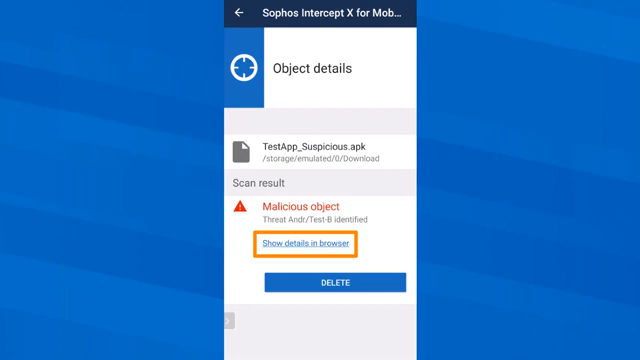 Sophos Intercept X for Mob...
Object details
TestApp_Suspicious.apk
/storage/emulated/0/Download
Scan result
Malicious object
Threat Andr/Test-B identified
Show details in browser
DELETE